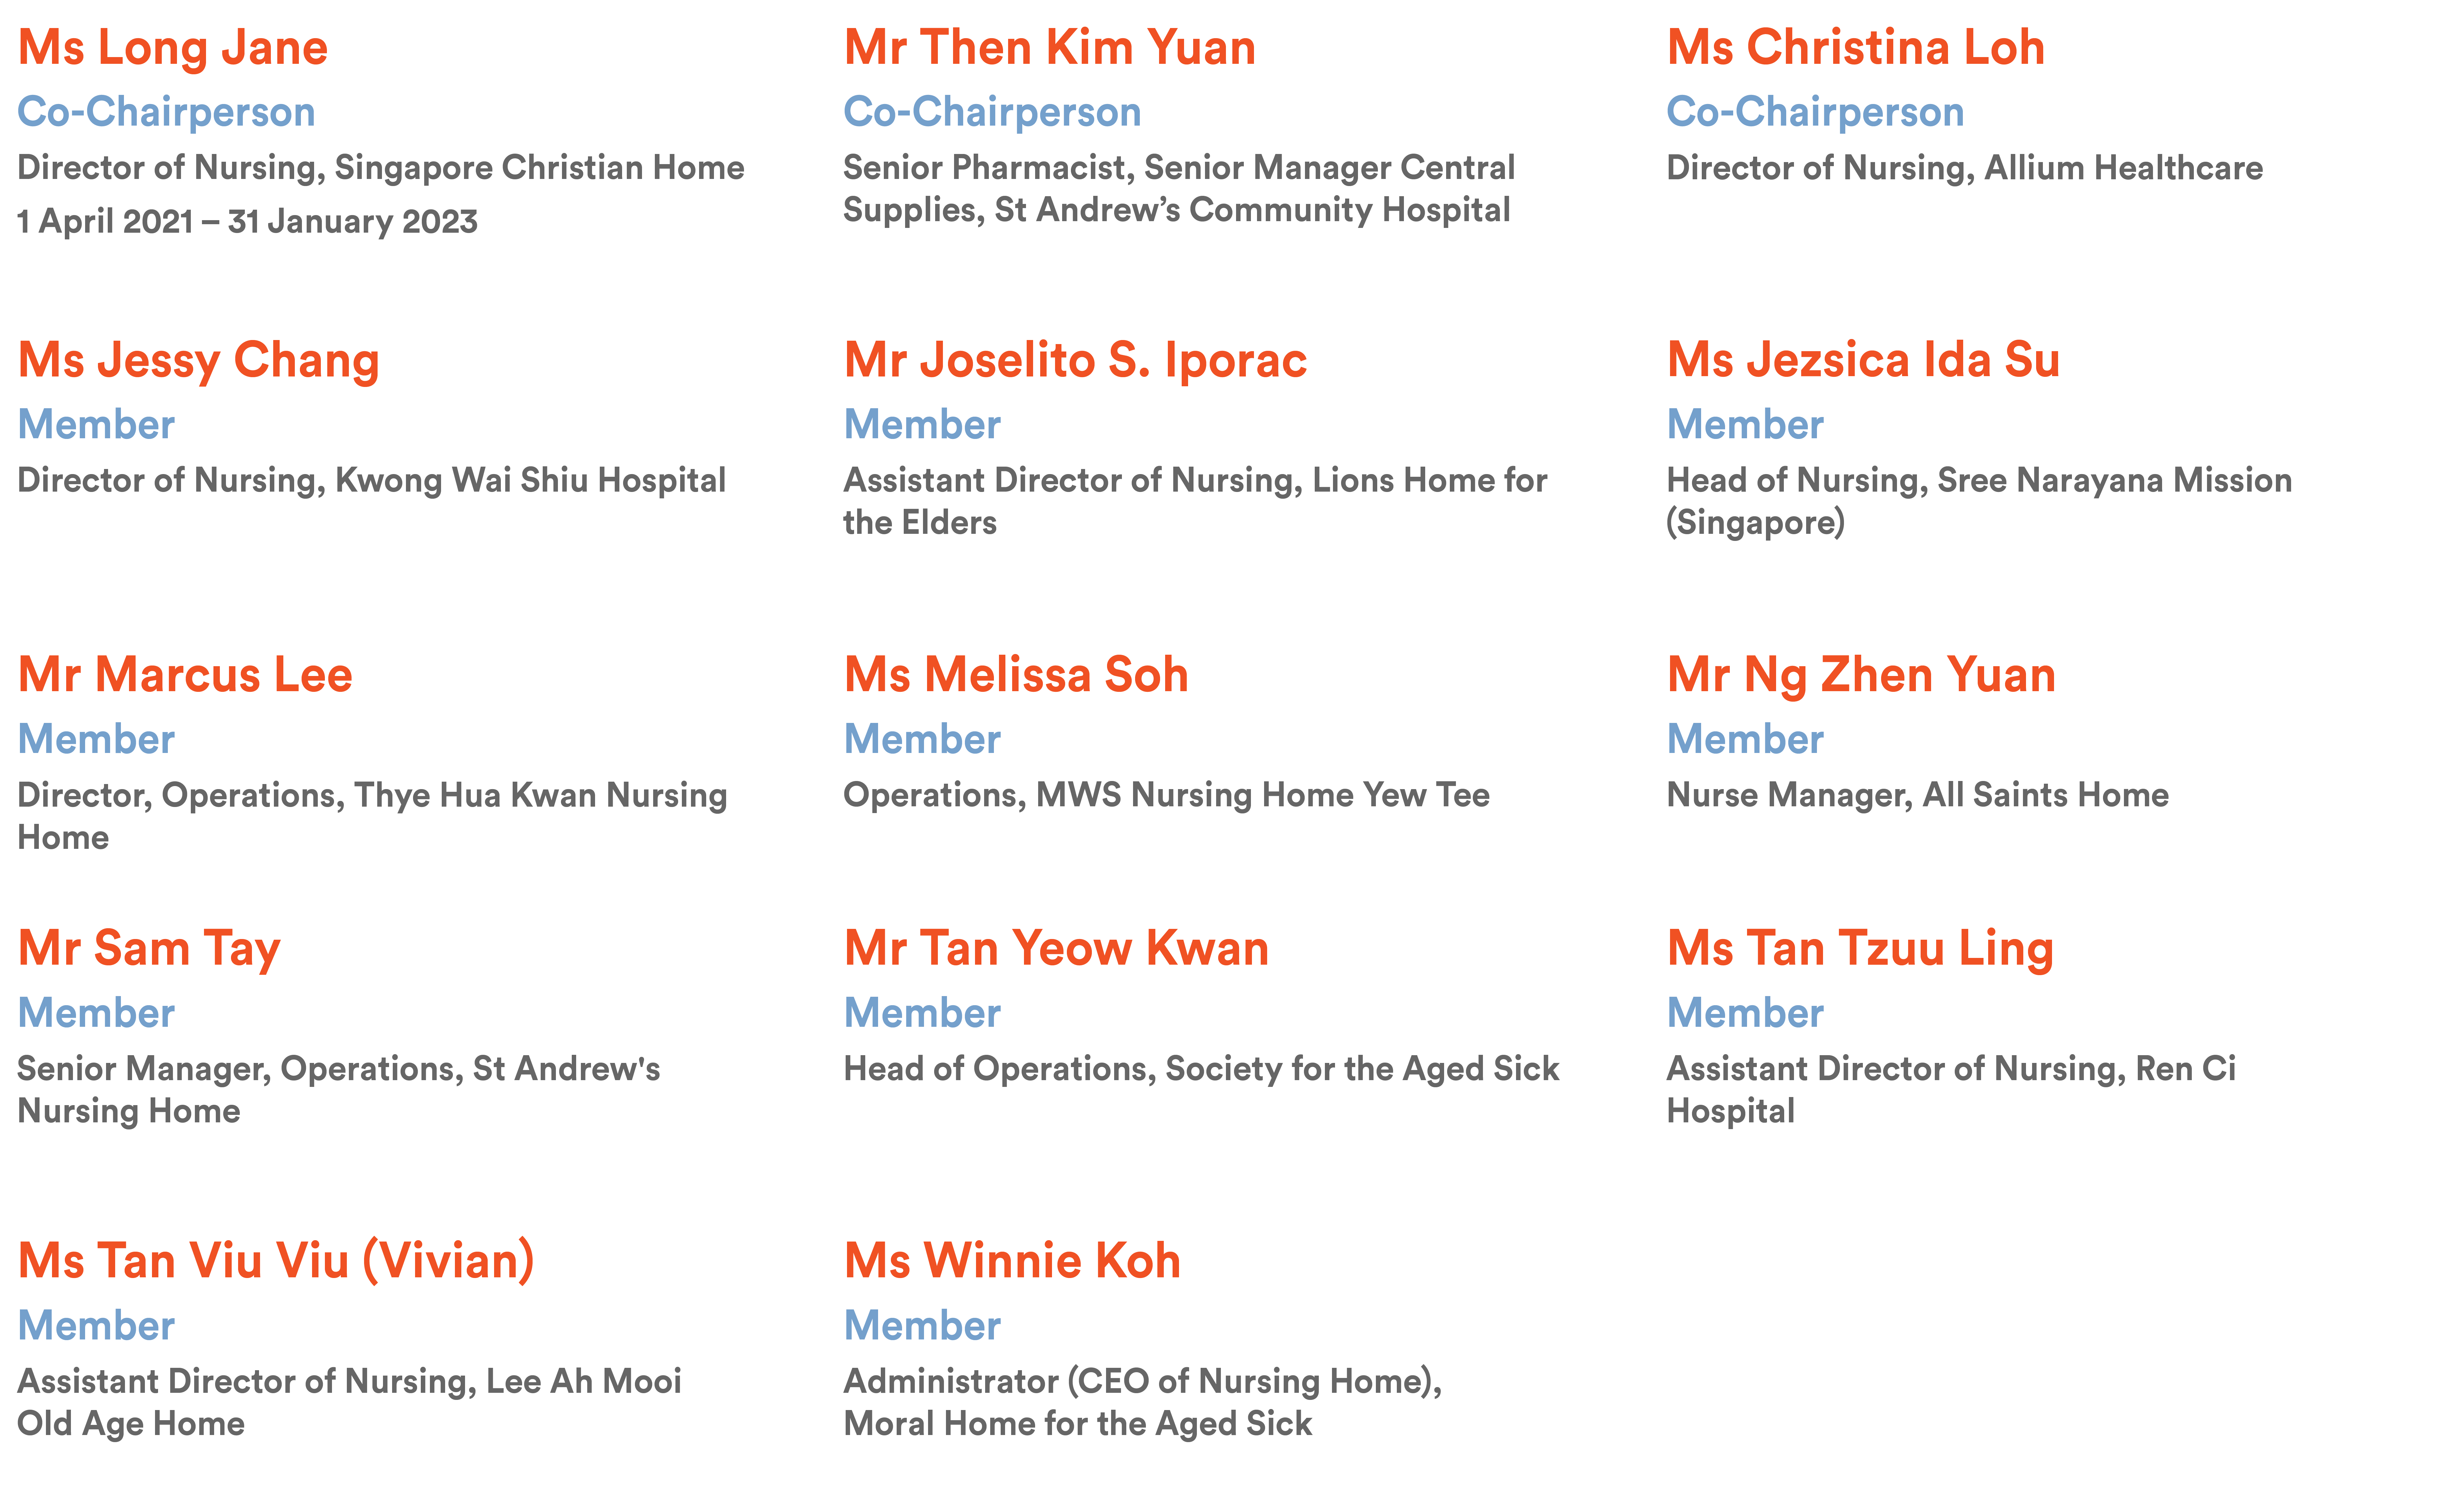 Ms Long Jane
Co-Chairperson
Director of Nursing, Singapore Christian Home
1 April 2021 – 31 January 2023
Mr Then Kim Yuan
Co-Chairperson
Senior Pharmacist, Senior Manager Central
Supplies, St Andrew’s Community Hospital
Ms Christina Loh
Co-Chairperson
Director of Nursing, Allium Healthcare
Ms Jessy Chang
Member
Director of Nursing, Kwong Wai Shiu Hospital
Mr Joselito S. Iporac
Member
Assistant Director of Nursing, Lions Home for
the Elders
Ms Jezsica Ida Su
Member
Head of Nursing, Sree Narayana Mission
(Singapore)
Mr Marcus Lee
Member
Director, Operations, Thye Hua Kwan Nursing
Home
Ms Melissa Soh
Member
Operations, MWS Nursing Home Yew Tee
Mr Ng Zhen Yuan
Member
Nurse Manager, All Saints Home
Mr Sam Tay
Member
Senior Manager, Operations, St Andrew's
Nursing Home
Mr Tan Yeow Kwan
Member
Head of Operations, Society for the Aged Sick
Ms Tan Tzuu Ling
Member
Assistant Director of Nursing, Ren Ci
Hospital
Ms Tan Viu Viu (Vivian)
Member
Assistant Director of Nursing, Lee Ah Mooi
Old Age Home
Ms Winnie Koh
Member
Administrator (CEO of Nursing Home),
Moral Home for the Aged Sick